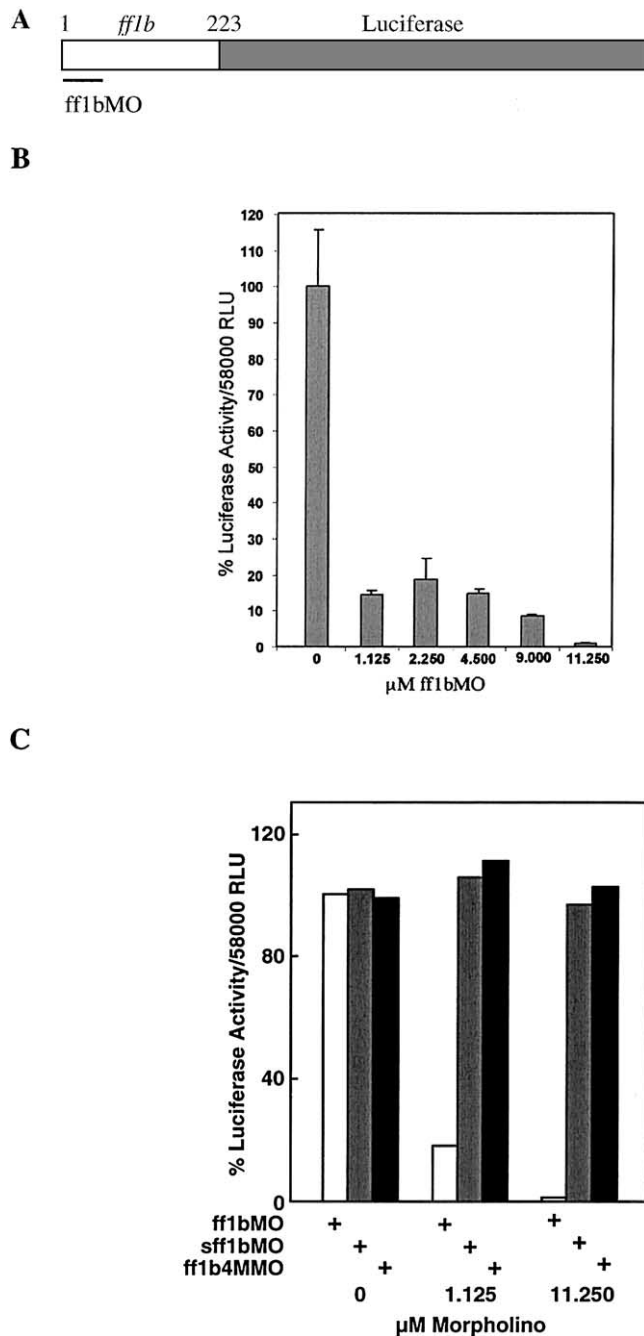 A
1 ff1b 223 Luciferase
ff1bMO
B
% Luciferase Activity/58000 RLU
120
110
100
90
80
70
60
50
40
30
20
10
0
0 1.125 2.250 4.500 9.000 11.250
µM ff1bMO
C
% Luciferase Activity/58000 RLU
120
80
40
0
ff1bMO + + +
sff1bMO + + +
ff1b4MMO + + +
0 1.125 11.250
µM Morpholino